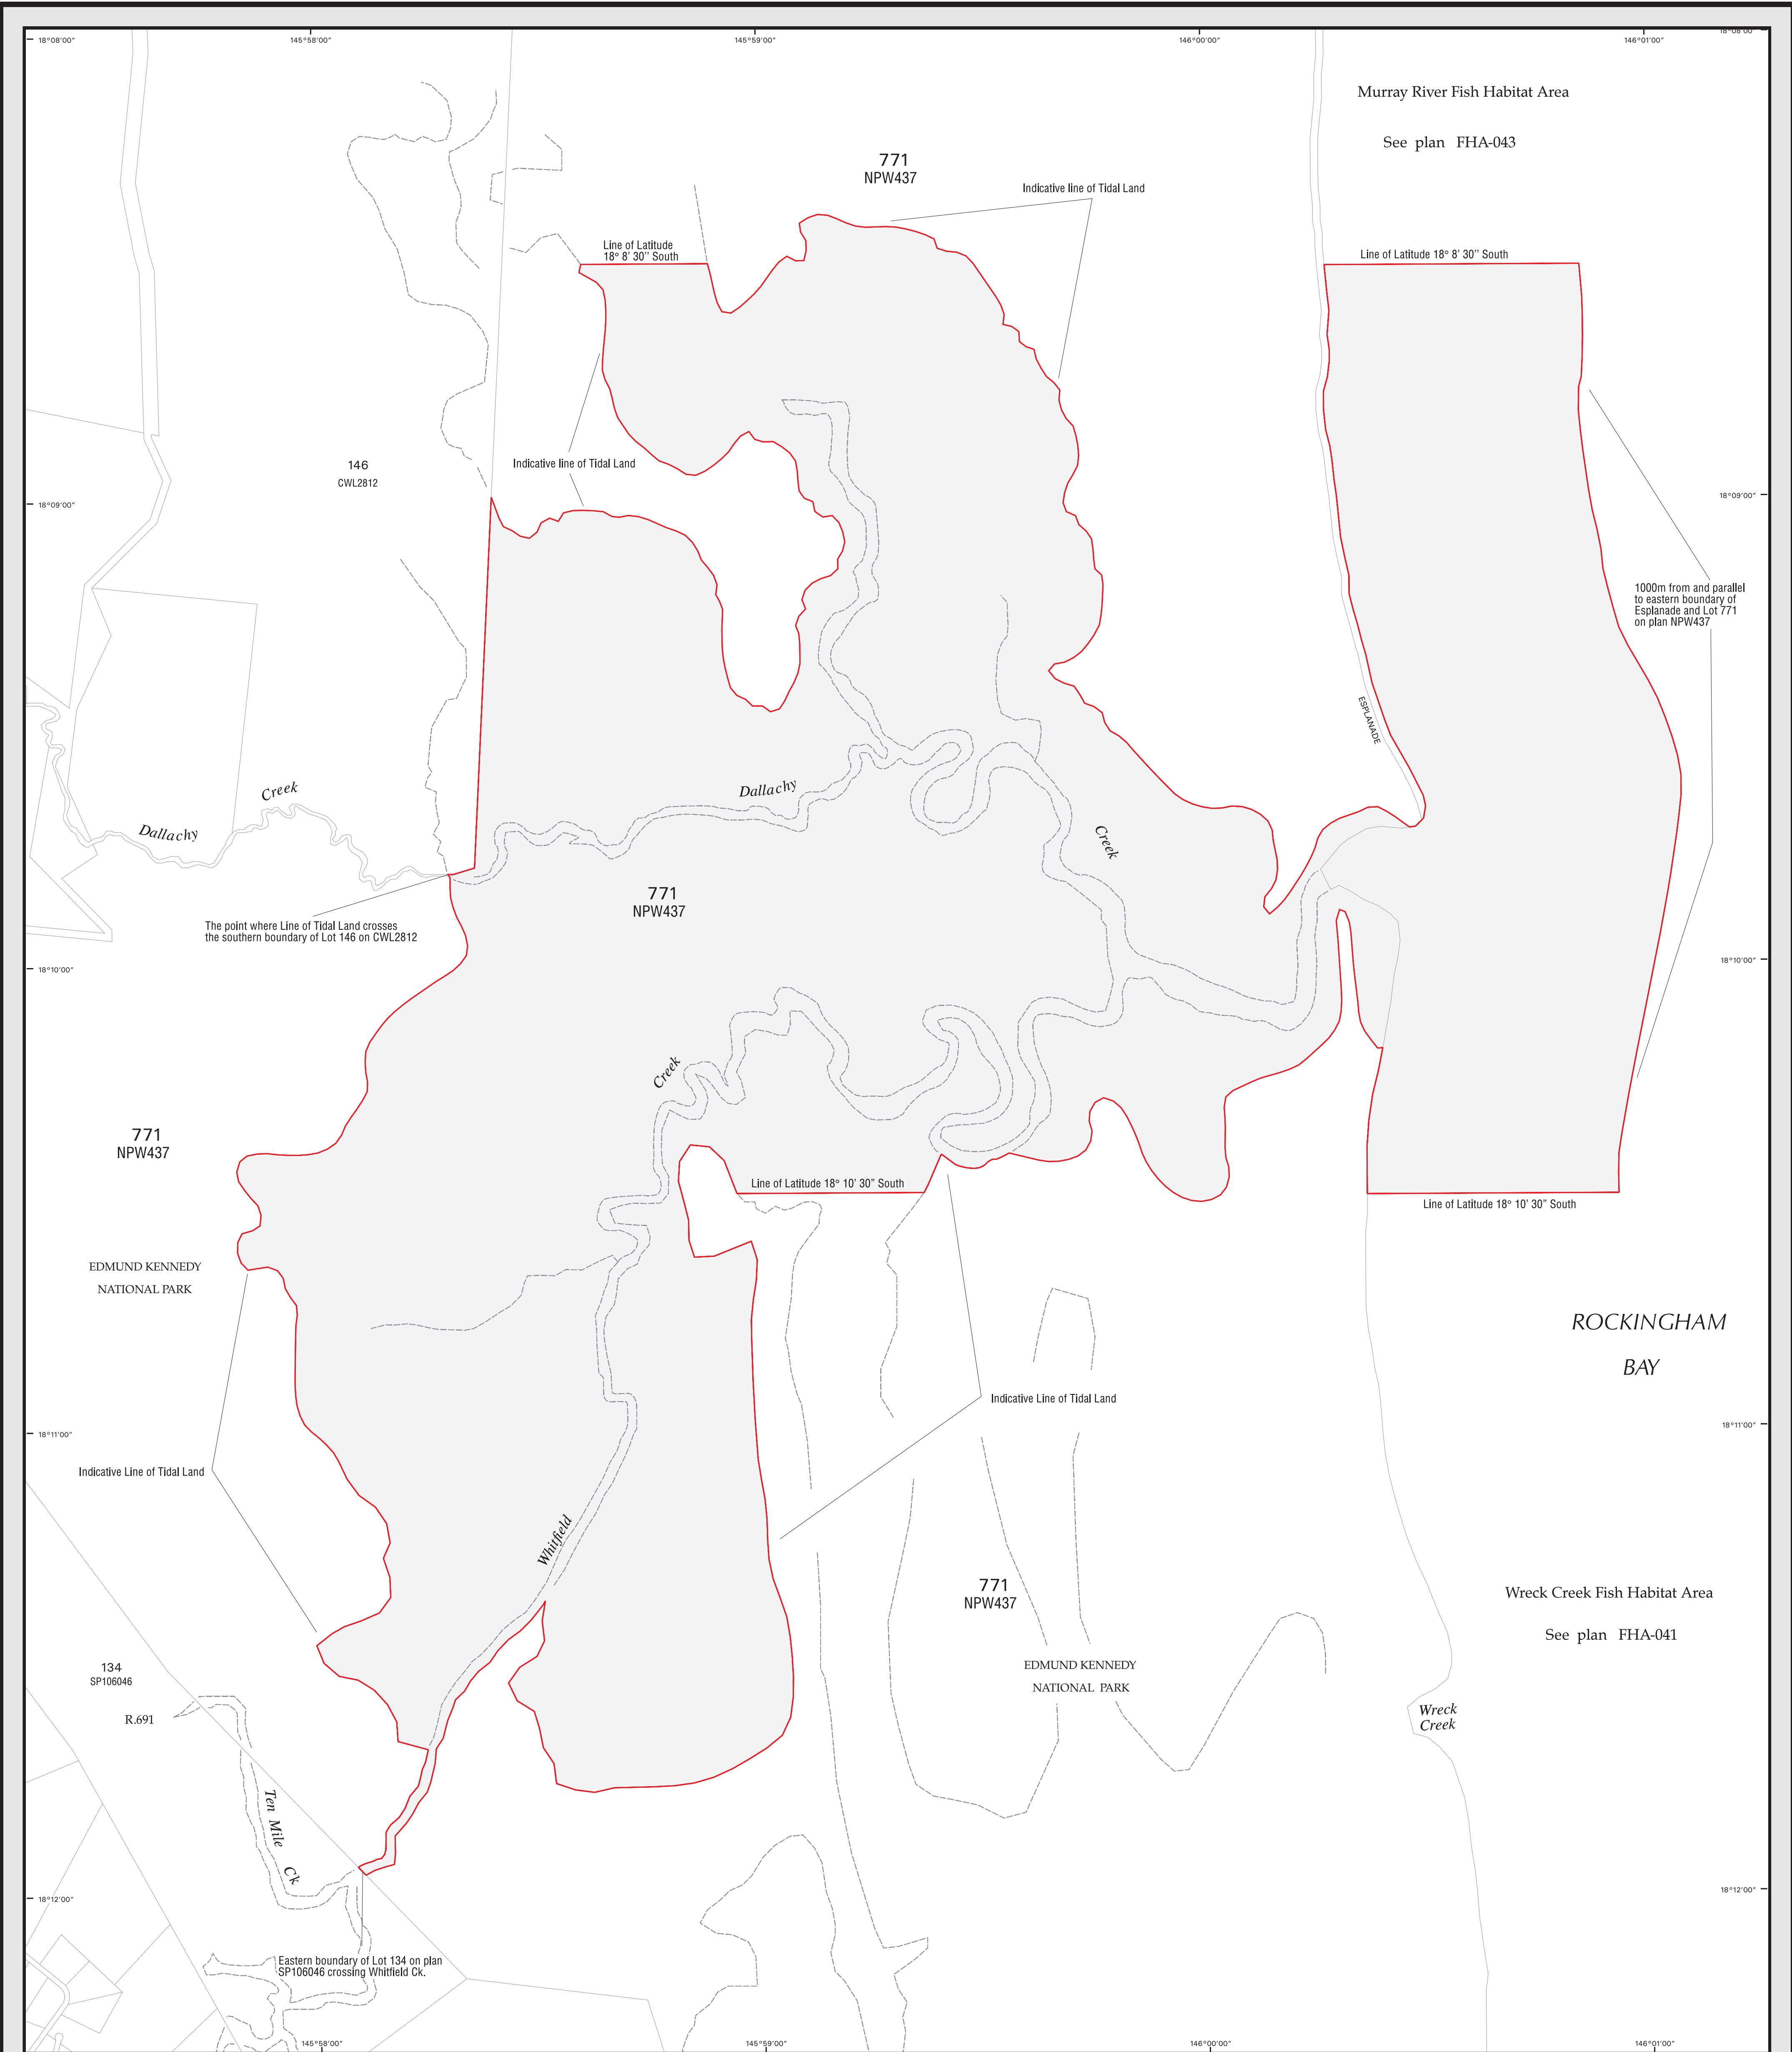 18°08'00"
145°58'00"
145°59'00"
146°00'00"
146°01'00"
18°08'00"
Murray River Fish Habitat Area
See plan FHA-043
771
NPW437
Indicative line of Tidal Land
Line of Latitude
18° 8' 30'' South
Line of Latitude 18° 8' 30'' South
146
CWL2812
Indicative line of Tidal Land
18°09'00"
18°09'00"
1000m from and parallel
to eastern boundary of
Esplanade and Lot 771
on plan NPW437
ESPLANADE
Creek
Dallachy
Dallachy
Creek
771
NPW437
The point where Line of Tidal Land crosses
the southern boundary of Lot 146 on CWL2812
18°10'00"
18°10'00"
Creek
771
NPW437
Line of Latitude 18° 10' 30" South
Line of Latitude 18° 10' 30" South
EDMUND KENNEDY
NATIONAL PARK
ROCKINGHAM
BAY
Indicative Line of Tidal Land
18°11'00"
18°11'00"
Indicative Line of Tidal Land
Whitfield
771
NPW437
Wreck Creek Fish Habitat Area
See plan FHA-041
EDMUND KENNEDY
NATIONAL PARK
134
SP106046
R.691
Wreck
Creek
Ten Mile Ck
18°12'00"
18°12'00"
Eastern boundary of Lot 134 on plan
SP106046 crossing Whitfield Ck.
145°58'00"
145°59'00"
146°00'00"
146°01'00"